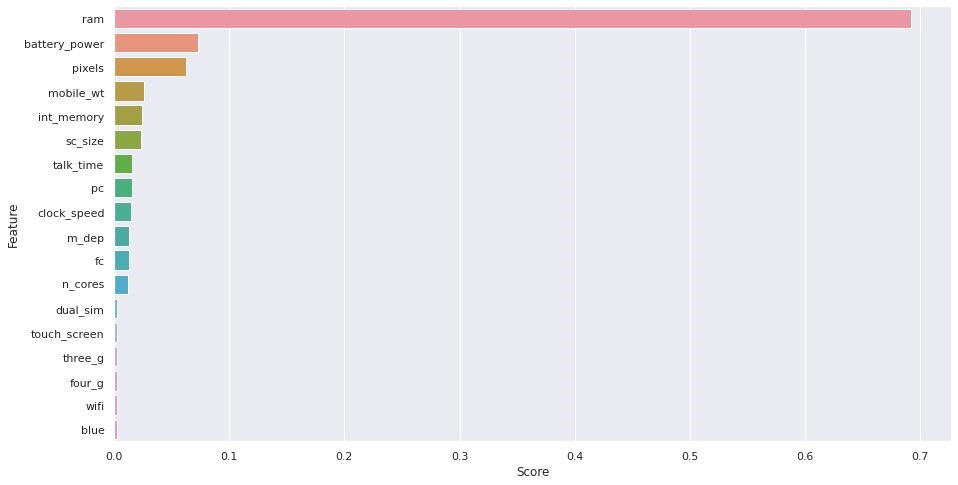 ram
battery_power
pixels
mobile_wt
int_memory
sc_size
talk_time
pc
clock_speed
m_dep
fc
n_cores
dual_sim
touch_screen
three_g
four_g
wifi
blue
Feature
0.0 0.1 0.2 0.3 0.4 0.5 0.6 0.7
Score